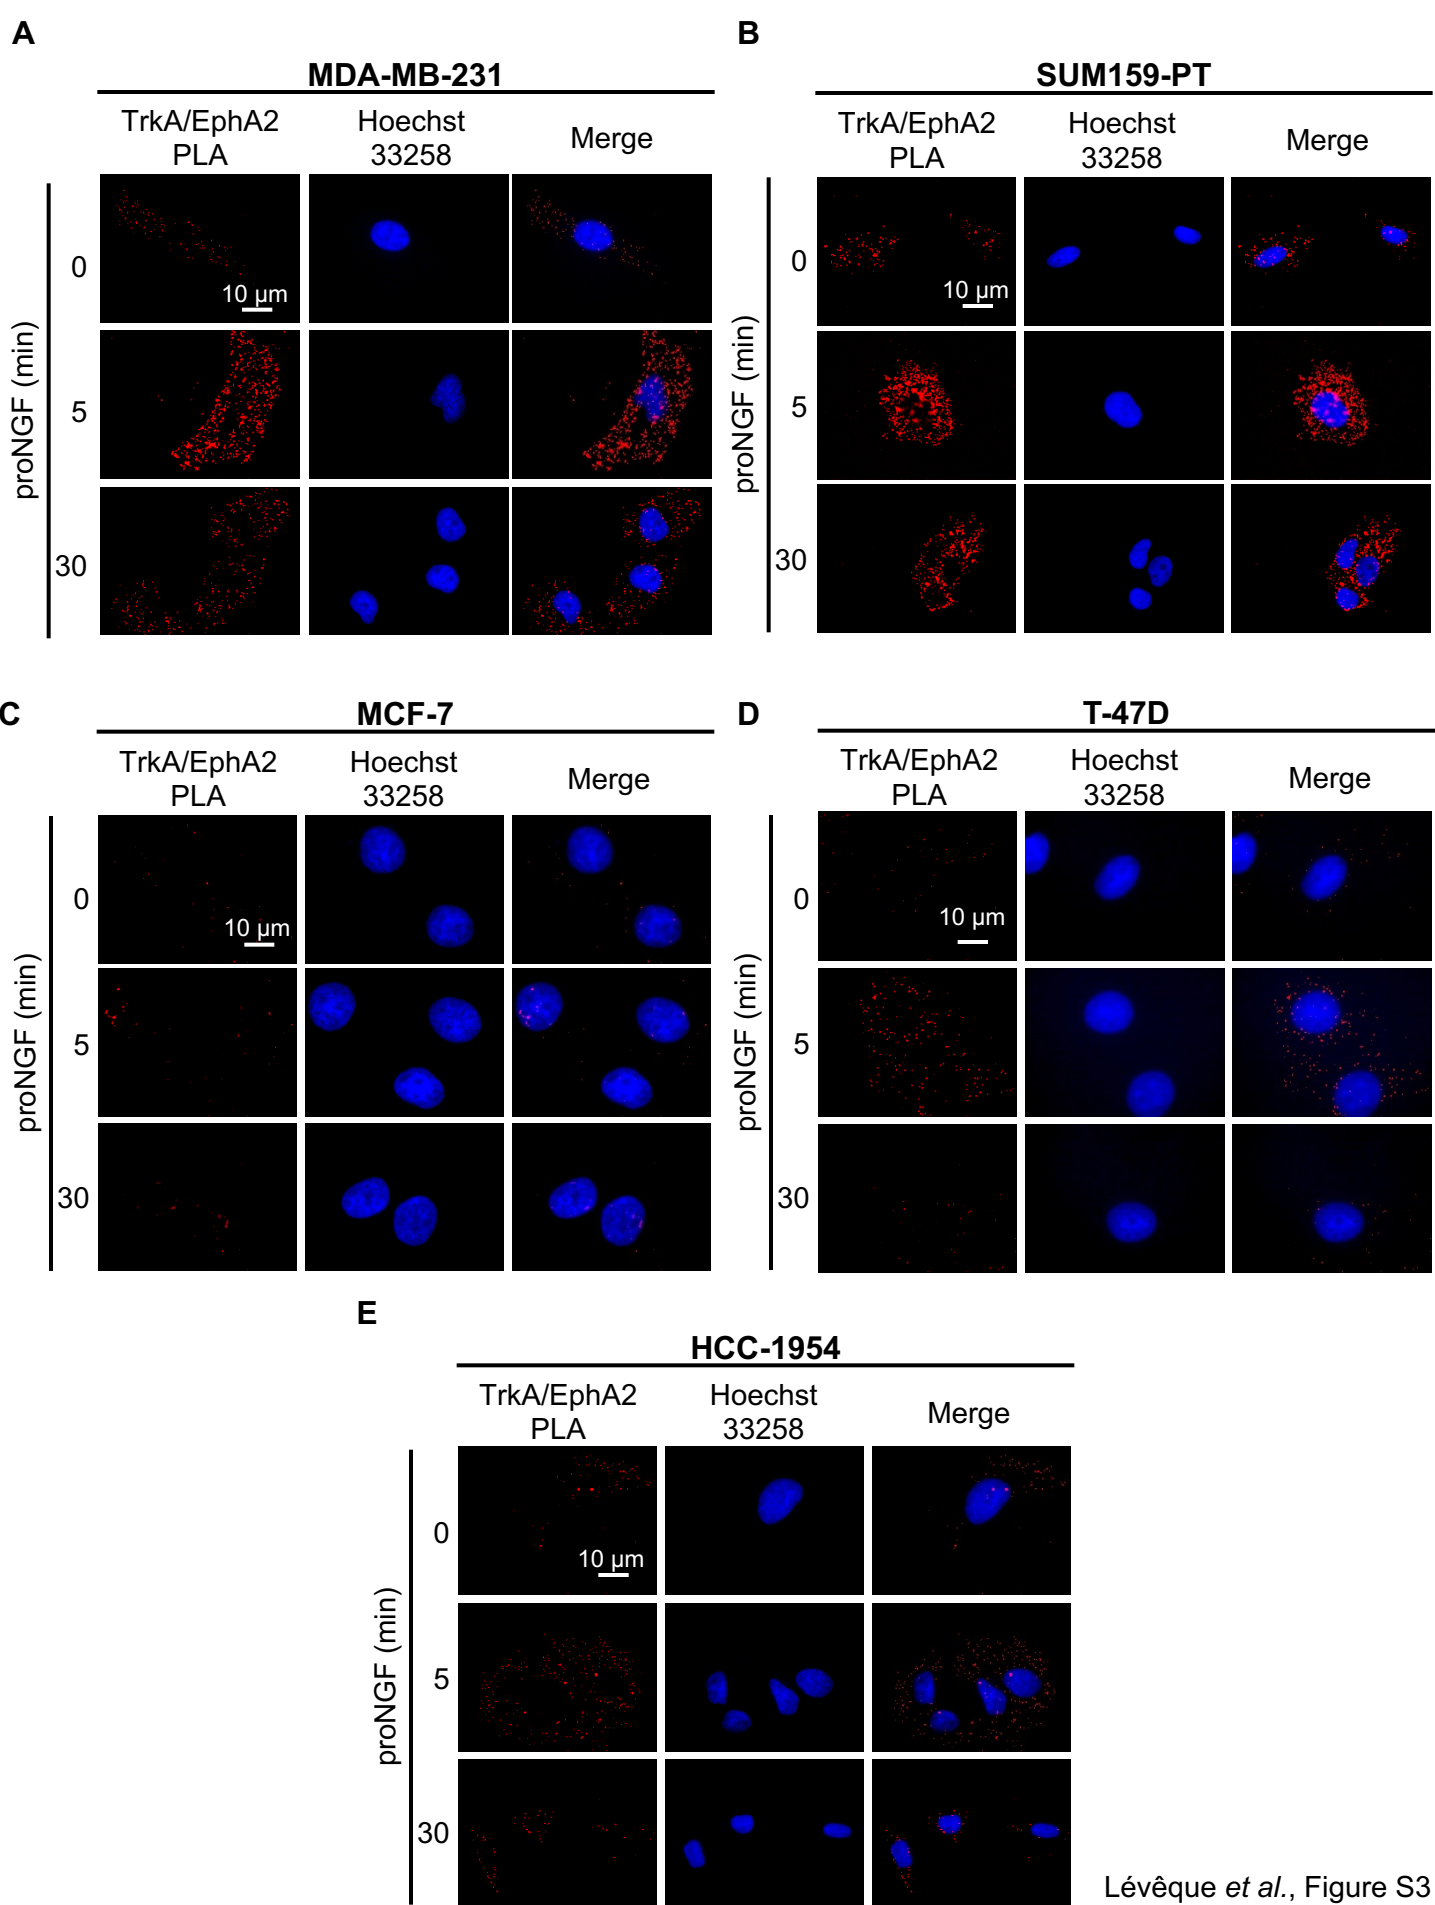 A
MDA-MB-231
TrkA/EphA2
PLA
Hoechst
33258
Merge
proNGF (min)
0
10 µm
5
30
B
SUM159-PT
TrkA/EphA2
PLA
Hoechst
33258
Merge
proNGF (min)
0
10 µm
5
30
C
MCF-7
TrkA/EphA2
PLA
Hoechst
33258
Merge
proNGF (min)
0
10 µm
5
30
D
T-47D
TrkA/EphA2
PLA
Hoechst
33258
Merge
proNGF (min)
0
10 µm
5
30
E
HCC-1954
TrkA/EphA2
PLA
Hoechst
33258
Merge
proNGF (min)
0
10 µm
5
30
Lévêque et al., Figure S3